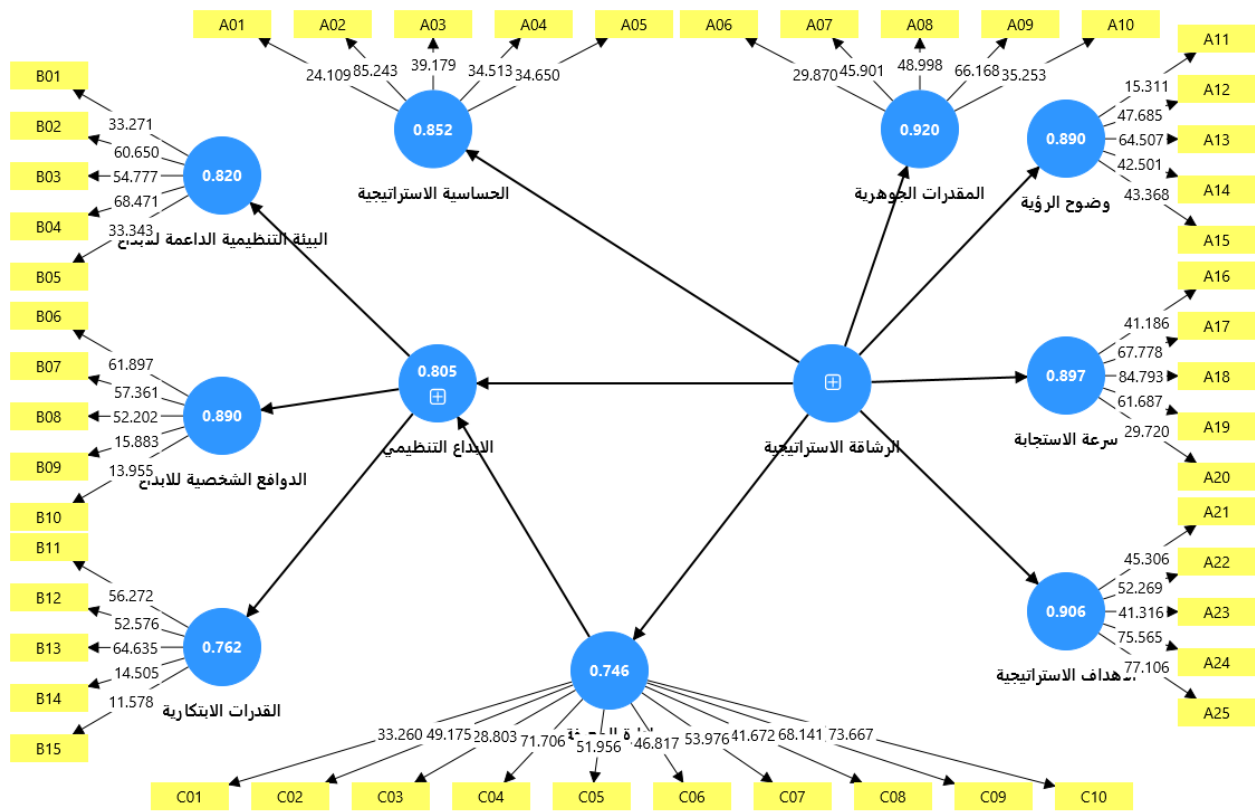 A01 A02 A03 A04 A05 A06 A07 A08 A09 A10
24.109 85.243 39.179 34.513 34.650
29.870 45.901 48.998 66.168 35.253
0.852
الحساسية الاستراتيجية
0.920
المقدرات الجوهرية
A11
A12
A13
A14
A15
15.311
47.685
64.507
42.501
43.368
0.890
وضوح الرؤية
B01
B02
B03
B04
B05
33.271
60.650
54.777
68.471
33.343
0.820
البيئة التنظيمية الداعمة للابداع
B06
B07
B08
B09
B10
61.897
57.361
52.202
15.883
13.955
0.890
الدوافع الشخصية للابداع
0.805
الابداع التنظيمي
الرشاقة الاستراتيجية
A16
A17
A18
A19
A20
41.186
67.778
84.793
61.687
29.720
0.897
سرعة الاستجابة
B11
B12
B13
B14
B15
56.272
52.576
64.635
14.505
11.578
0.762
القدرات الابتكارية
A21
A22
A23
A24
A25
45.306
52.269
41.316
75.565
77.106
0.906
الاستراتيجية
0.746
33.260 49.175 28.803 71.706 51.956 46.817 53.976 41.672 68.141 73.667
C01 C02 C03 C04 C05 C06 C07 C08 C09 C10